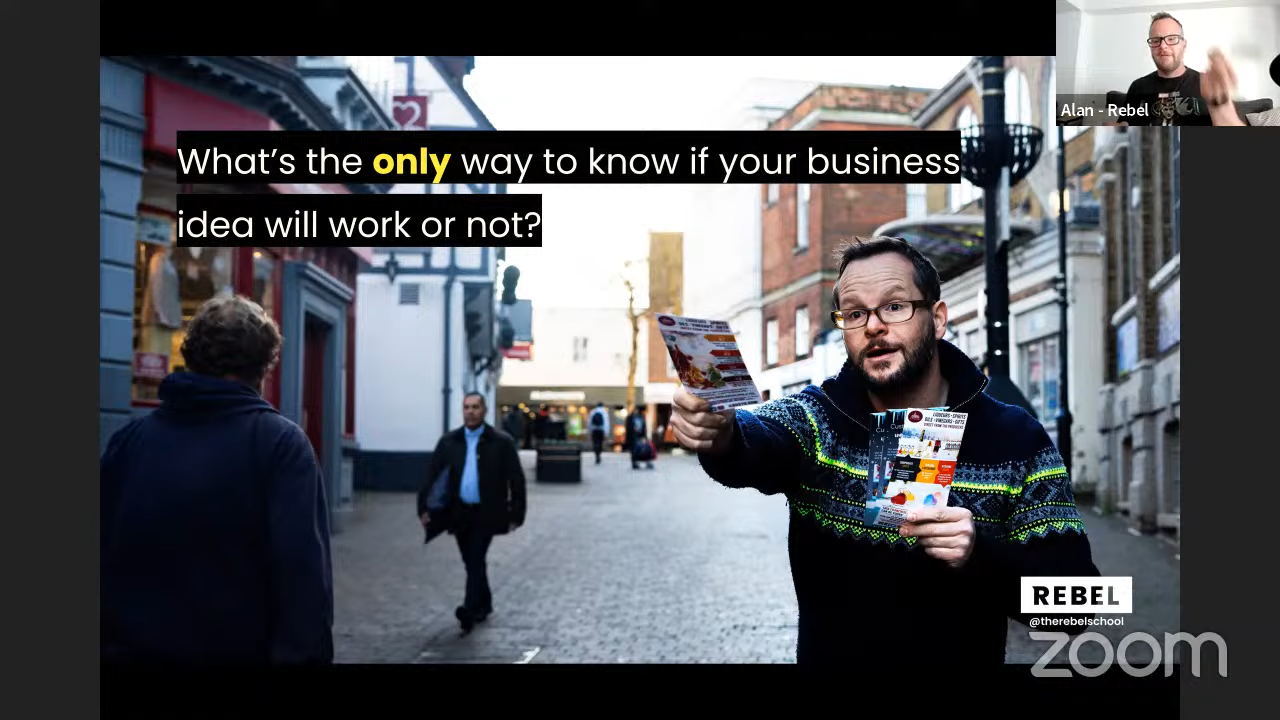 What's the only way to know if your business
idea will work or not?
Alan - Rebel
REBEL
@therebelschool
zoom